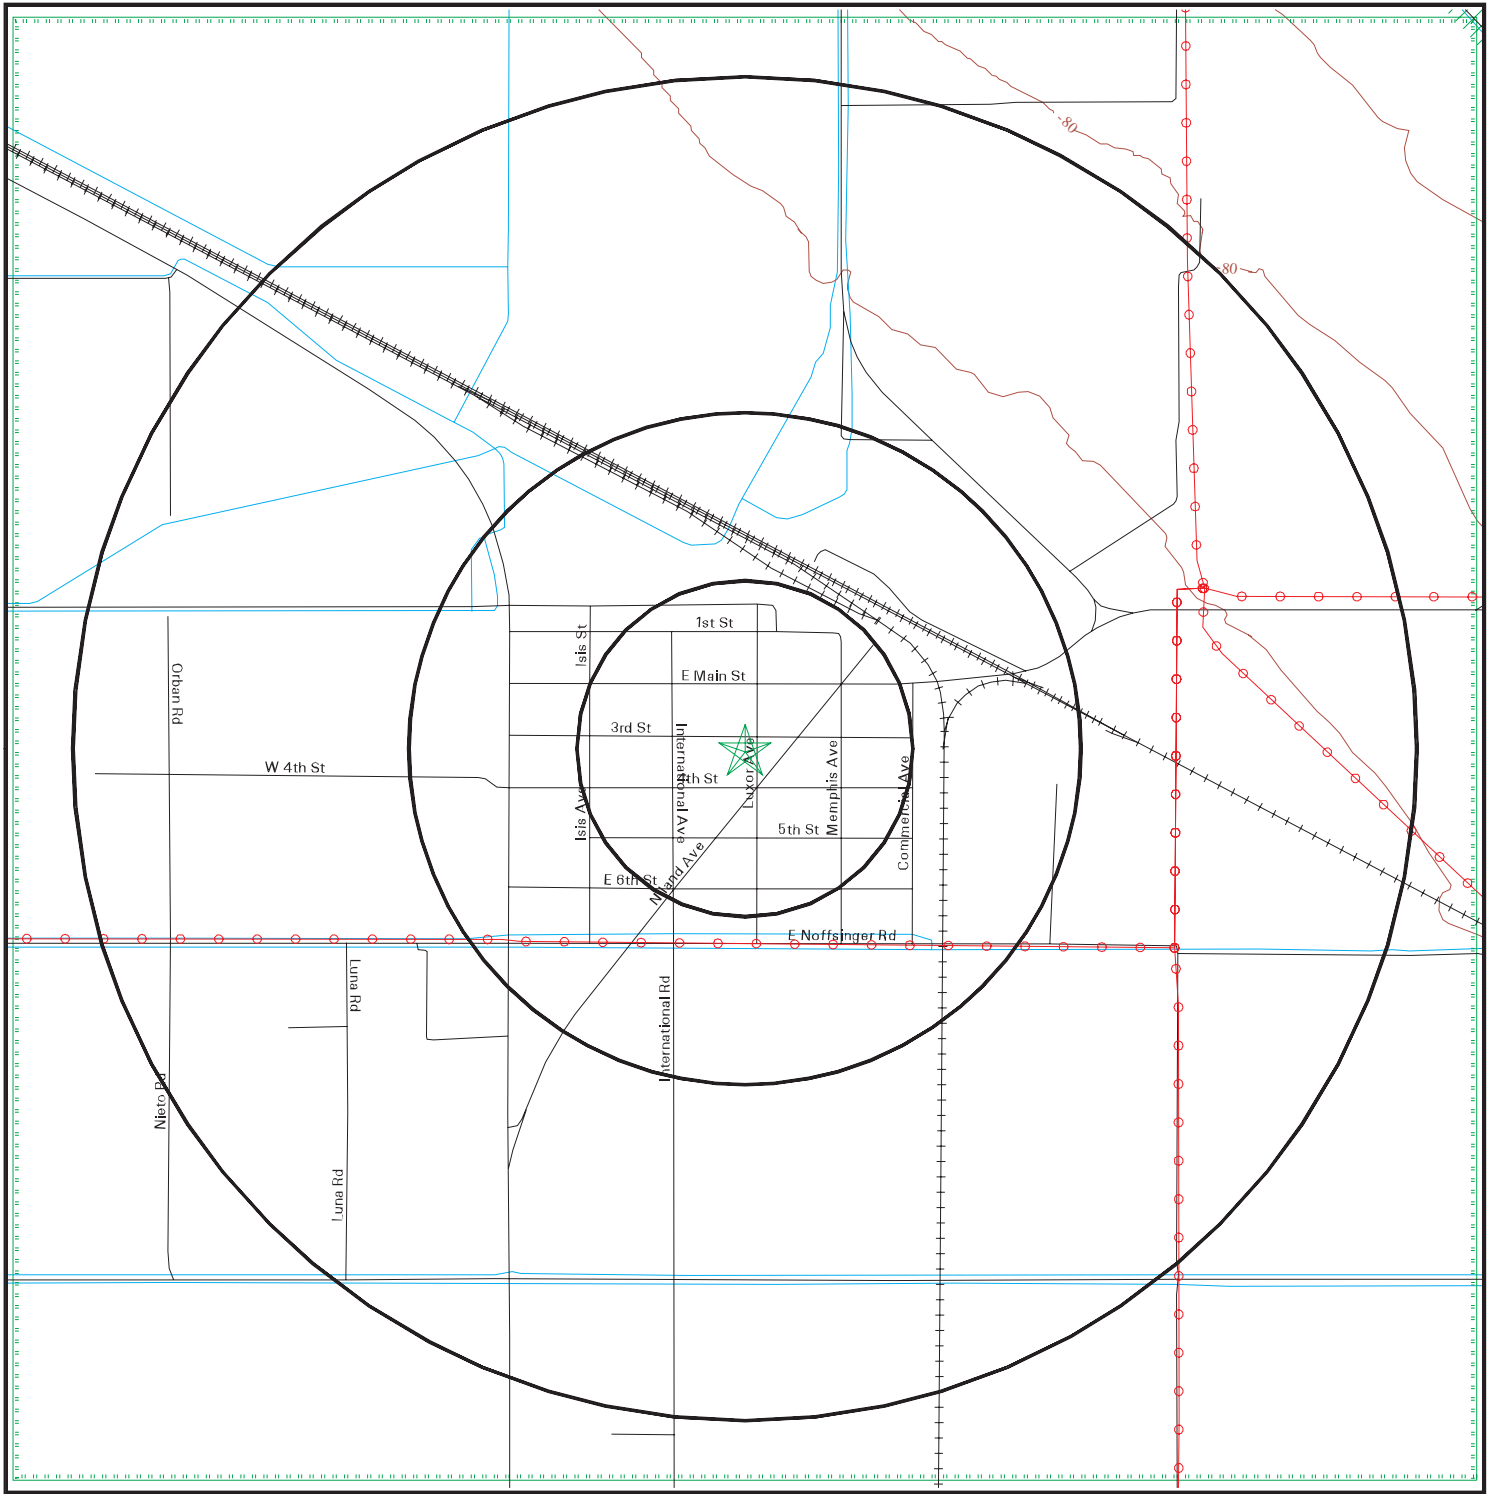 -80
-80
1st St
Isis St
E Main St
Orban Rd
3rd St
International Ave
Luxor Ave
Memphis Ave
Commercial Ave
W 4th St
4th St
Isis Ave
5th St
Niland Ave
E 6th St
E Noffsinger Rd
Luna Rd
International Rd
Nieto Rd
Luna Rd